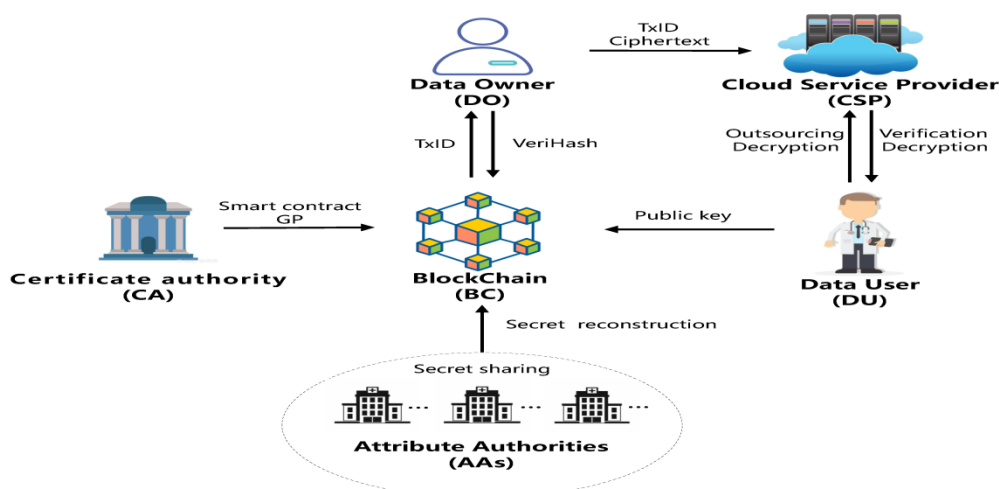 TxID
Ciphertext
Data Owner
(DO)
Cloud Service Provider
(CSP)
TxID
VeriHash
Outsourcing
Decryption
Verification
Decryption
Smart contract
GP
Public key
Certificate authority
(CA)
BlockChain
(BC)
Data User
(DU)
Secret reconstruction
Secret sharing
... ... ...
Attribute Authorities
(AAs)